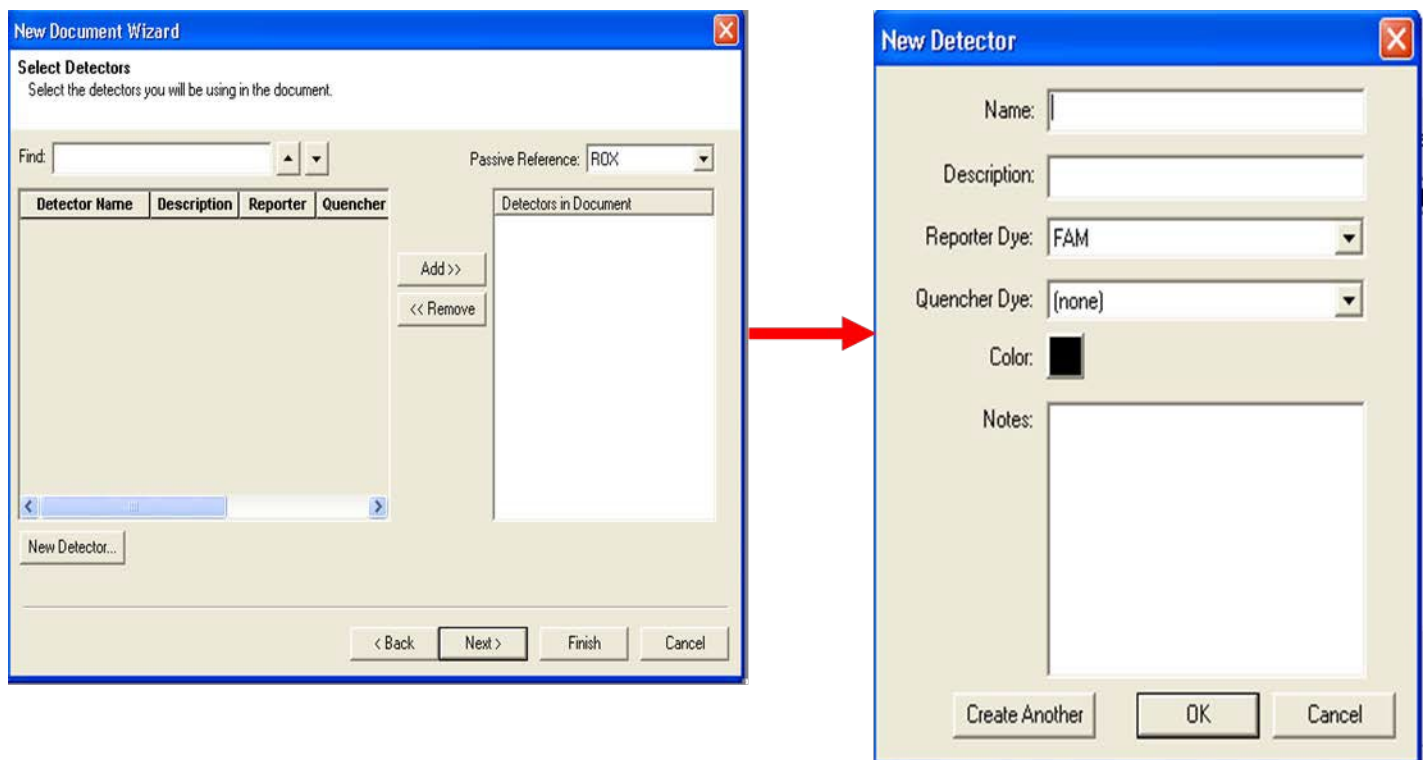 New Document Wizard
Select Detectors
Select the detectors you will be using in the document.
Find:
Passive Reference: ROX
Detector Name Description Reporter Quencher
Detectors in Document
Add >>
<< Remove
New Detector...
< Back Next > Finish Cancel
New Detector
Name:
Description:
Reporter Dye: FAM
Quencher Dye: (none)
Color:
Notes:
Create Another OK Cancel